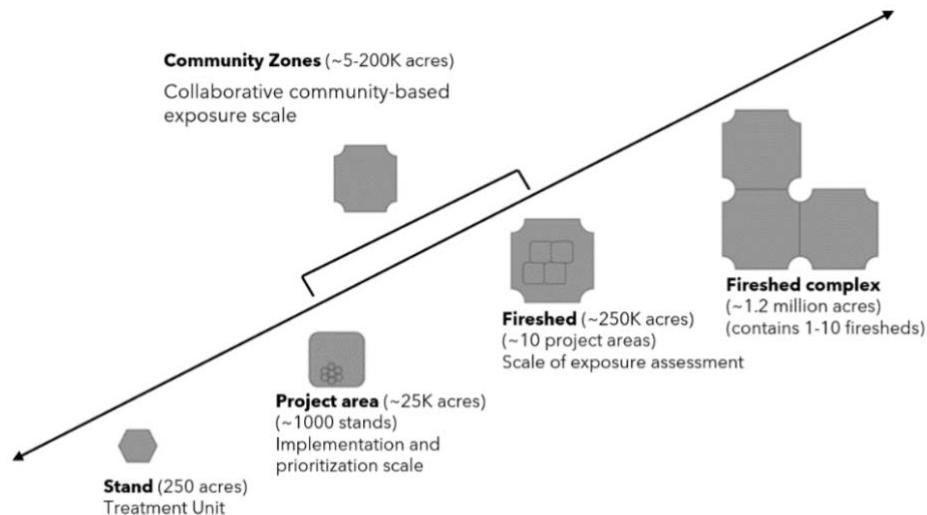 Community Zones (~5-200K acres)
Collaborative community-based
exposure scale
Fireshed complex
(~1.2 million acres)
(contains 1-10 firesheds)
Fireshed (~250K acres)
(~10 project areas)
Scale of exposure assessment
Project area (~25K acres)
(~1000 stands)
Implementation and
prioritization scale
Stand (250 acres)
Treatment Unit